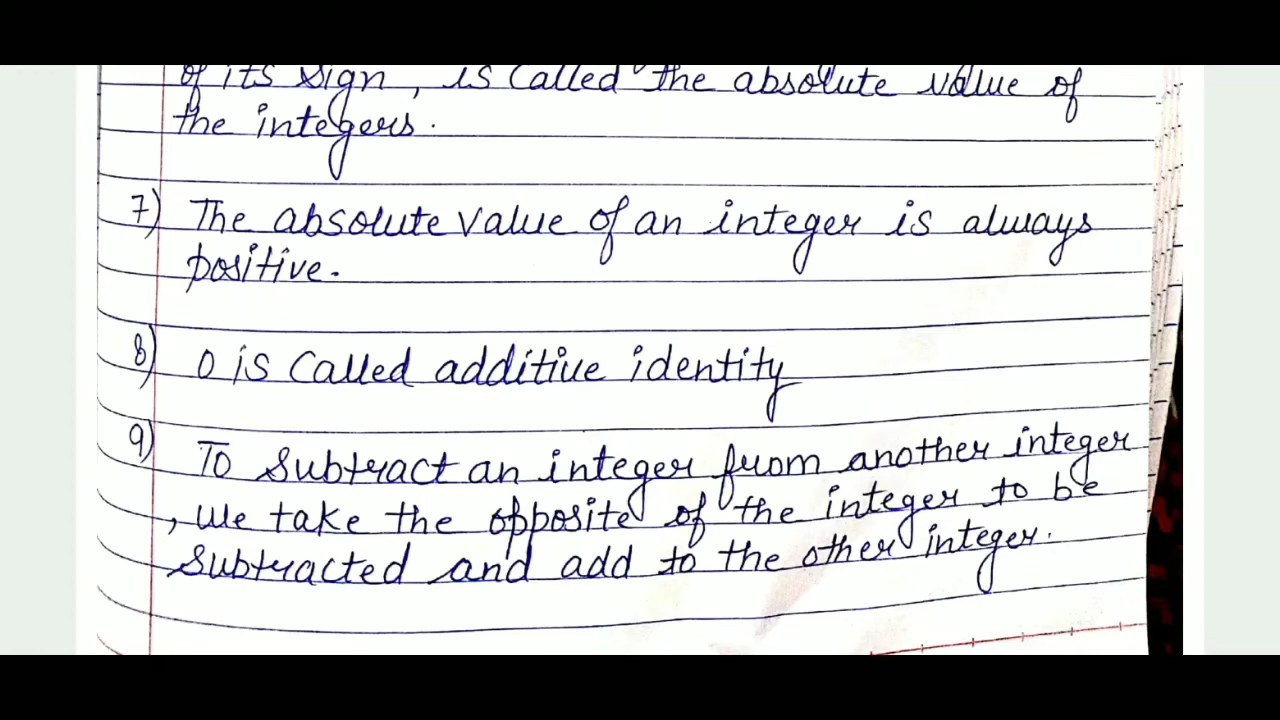 of its sign, is called the absolute value of
the integers.
7) The absolute value of an integer is always
positive.
8) 0 is called additive identity
9) To subtract an integer from another integer
, we take the opposite of the integer to be
subtracted and add to the other integer.